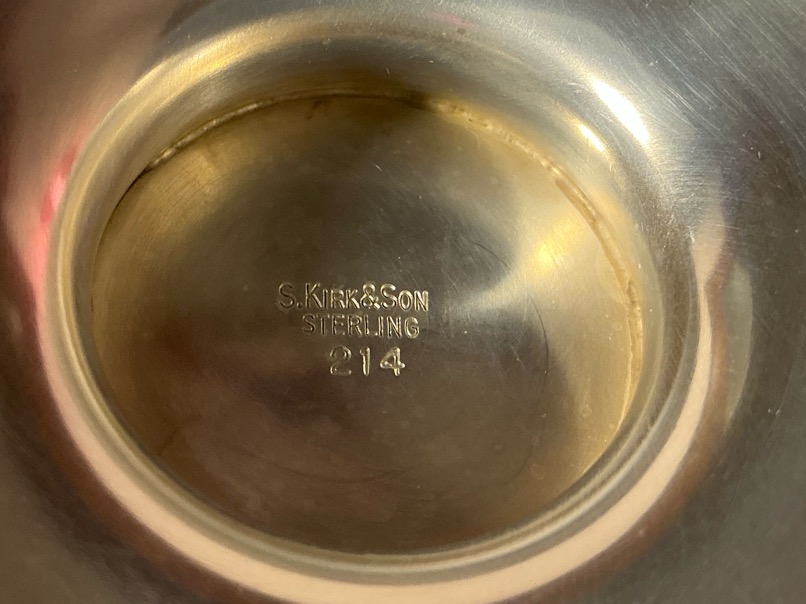 S. KIRK & SON
STERLING
214